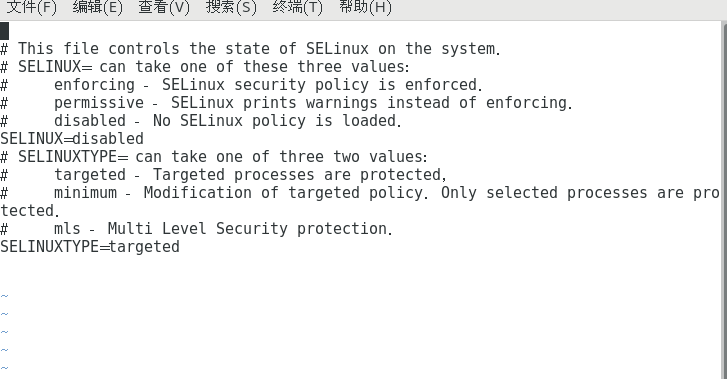 文件(F) 编辑(E) 查看(V) 搜索(S) 终端(T) 帮助(H)
# This file controls the state of SELinux on the system.
# SELINUX= can take one of these three values:
#     enforcing - SELinux security policy is enforced.
#     permissive - SELinux prints warnings instead of enforcing.
#     disabled - No SELinux policy is loaded.
SELINUX=disabled
# SELINUXTYPE= can take one of three two values:
#     targeted - Targeted processes are protected,
#     minimum - Modification of targeted policy. Only selected processes are pro
tected.
#     mls - Multi Level Security protection.
SELINUXTYPE=targeted
~
~
~
~
~